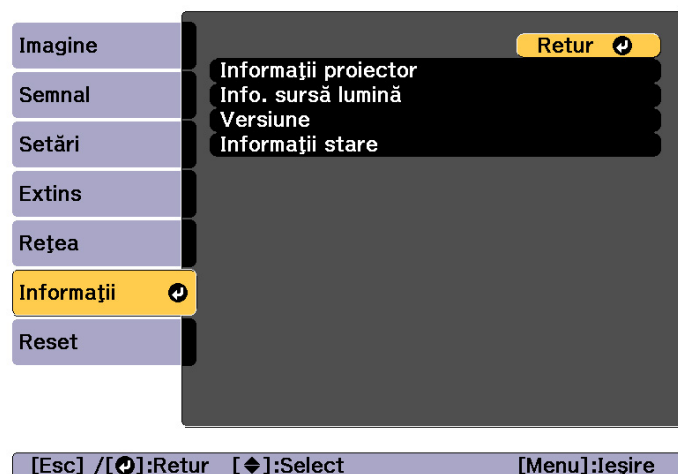 Imagine
Semnal
Setări
Extins
Reţea
Informaţii
Reset
Retur
Informaţii proiector
Info. sursă lumină
Versiune
Informaţii stare
[Esc] /[]:Retur [◆]:Select [Menu]:Ieşire